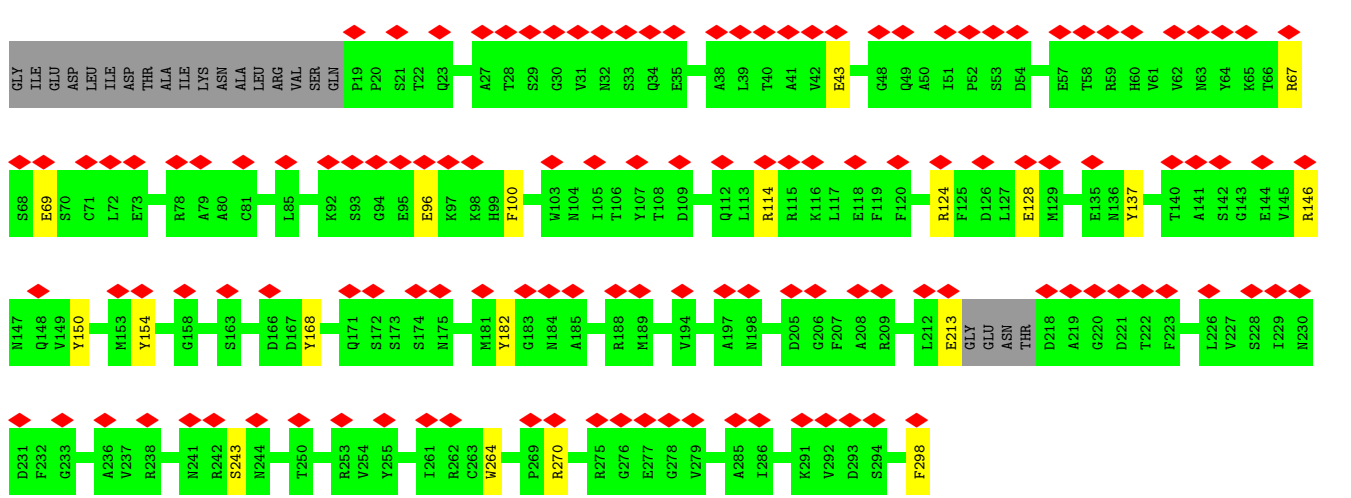 GLY ILE GLU ASP LEU ILE ASP THR ALA ILE LYS ASN ALA LEU ARG VAL SER GLN P19 P20 S21 T22 Q23 A27 T28 S29 G30 V31 N32 S33 Q34 E35 A38 L39 T40 A41 V42 E43 G48 Q49 A50 I51 P52 S53 D54 E57 T58 R59 H60 V61 V62 N63 Y64 K65 T66 R67
S68 E69 S70 C71 L72 E73 R78 A79 A80 C81 L85 K92 S93 G94 E95 E96 K97 K98 H99 F100 W103 N104 I105 T106 Y107 T108 D109 Q112 L113 R114 R115 K116 L117 E118 F119 F120 R124 F125 D126 L127 E128 M129 E135 N136 Y137 T140 A141 S142 G143 E144 V145 R146
N147 Q148 V149 Y150 M153 Y154 G158 S163 D166 D167 Y168 Q171 S172 S173 S174 N175 M181 Y182 G183 N184 A185 R188 M189 V194 A197 N198 D205 G206 F207 A208 R209 L212 E213 GLY GLU ASN THR D218 A219 G220 D221 T222 F223 L226 V227 S228 I229 N230
D231 F232 G233 A236 V237 R238 N241 R242 S243 N244 T250 R253 V254 Y255 I261 R262 C263 W264 P269 R270 R275 G276 E277 G278 V279 A285 I286 K291 V292 D293 S294 F298